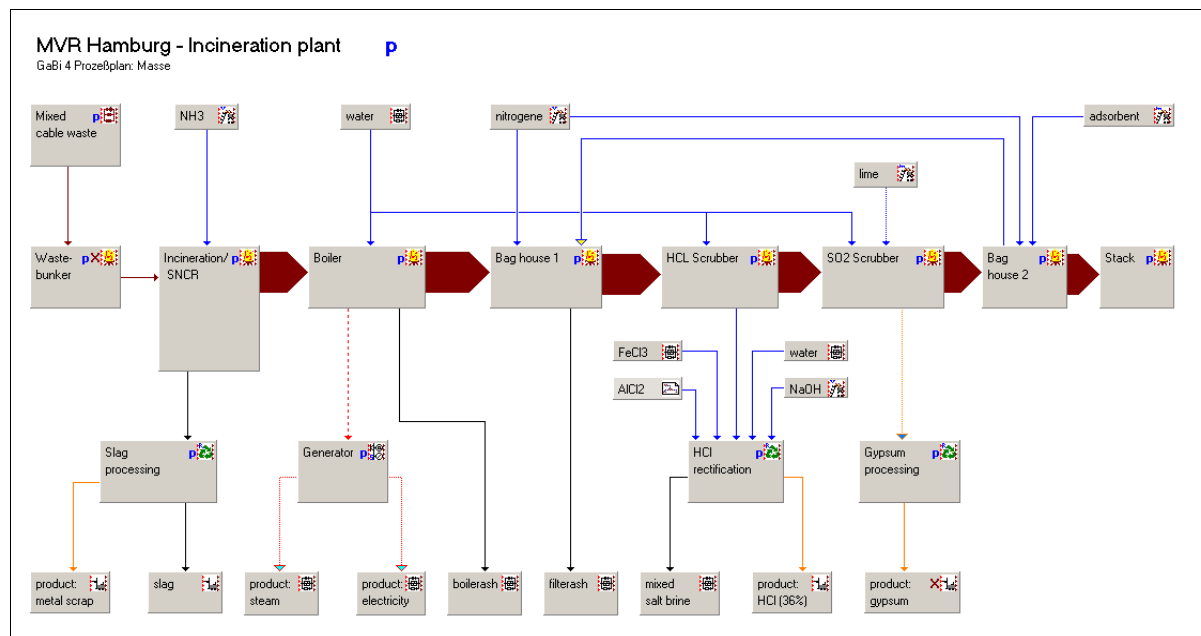 MVR Hamburg - Incineration plant p
GaBi 4 Prozeßplan: Masse
Mixed
cable waste
p
NH3
water
nitrogene
adsorbent
lime
Waste-
bunker
p
Incineration/
SNCR
p
Boiler
p
Bag house 1
p
HCL Scrubber
p
SO2 Scrubber
p
Bag
house 2
p
Stack
p
FeCl3
water
AlCl2
NaOH
Slag
processing
p
Generator
p
HCl
rectification
p
Gypsum
processing
p
product:
metal scrap
slag
product:
steam
product:
electricity
boilerash
filterash
mixed
salt brine
product:
HCl (36%)
product:
gypsum